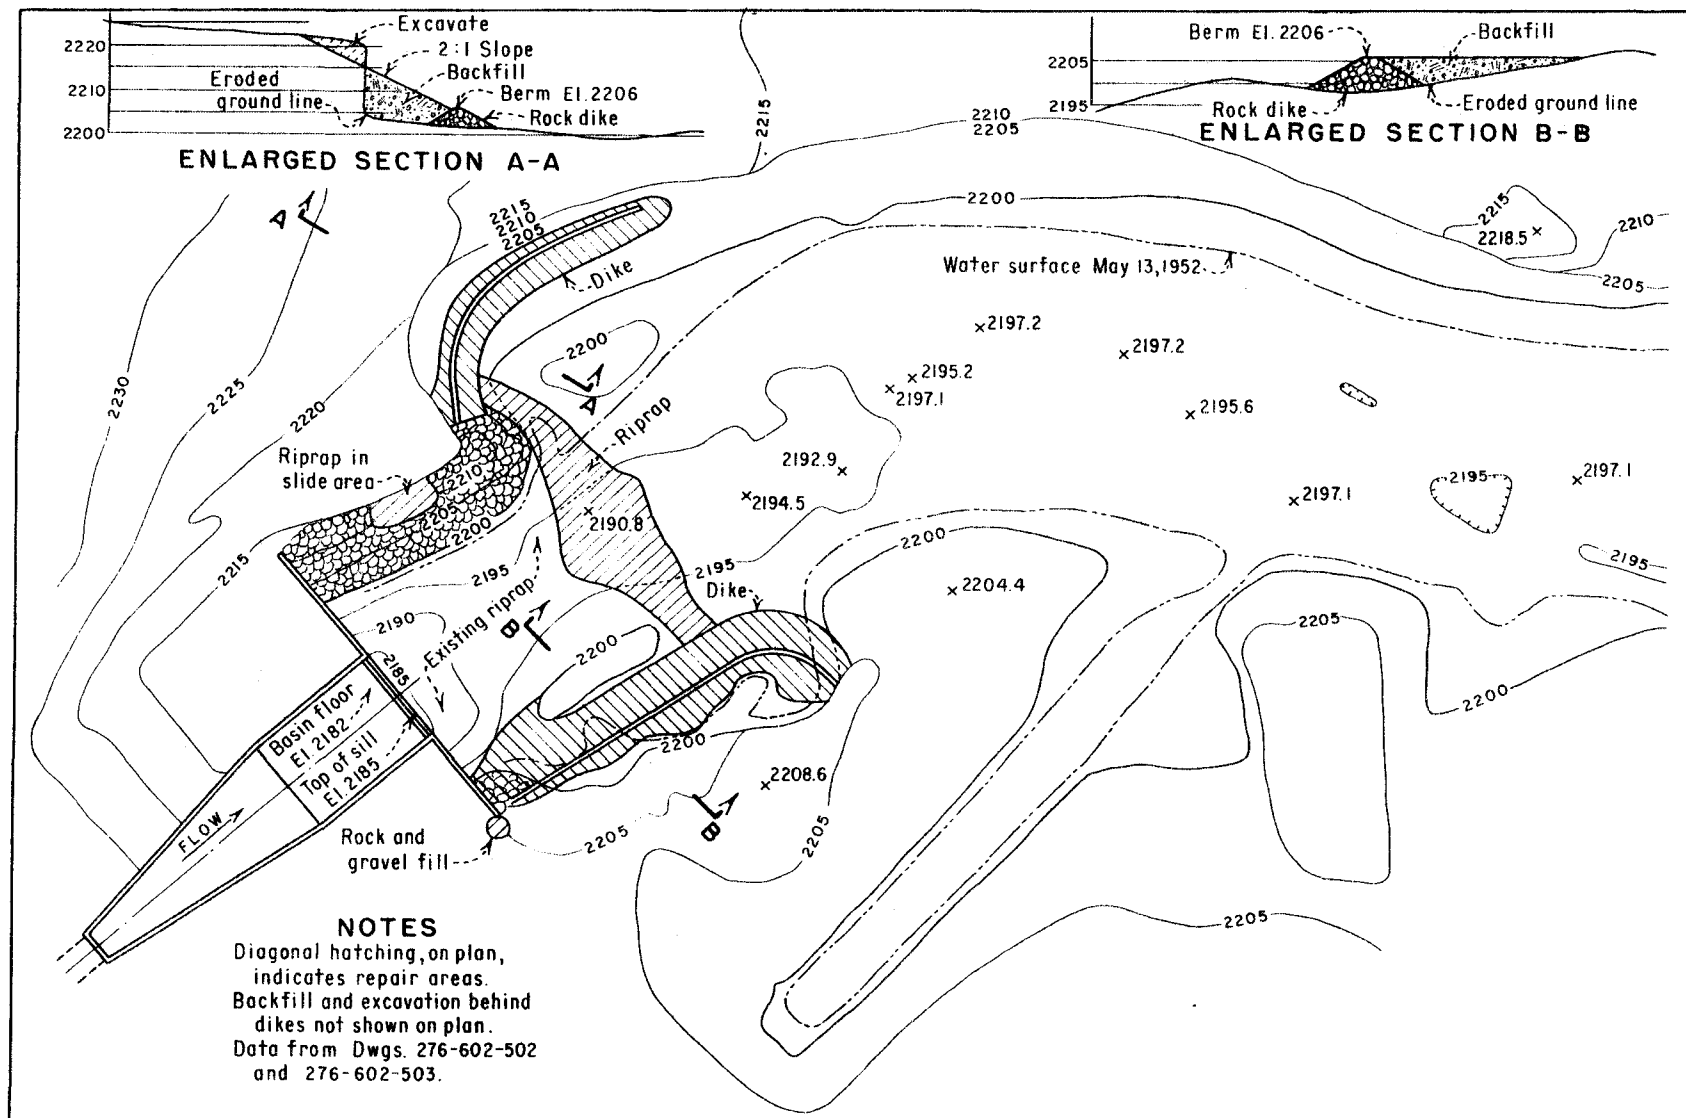 Excavate
2220
2:1 Slope
Backfill
Eroded
ground line
2210
Berm El. 2206
Rock dike
2200
ENLARGED SECTION A-A
Berm El. 2206
Backfill
2205
2195
Rock dike
Eroded ground line
ENLARGED SECTION B-B
2215
2210
2205
A
2215
2210
2205
2200
2215
2218.5
2210
Dike
Water surface May 13, 1952
2205
2200
2197.2
2197.2
2230
2225
2220
2200
A
2195.2
2197.1
2195.6
Riprap
Riprap in
slide area
2210
2205
2200
2192.9
2194.5
2190.8
2195
2197.1
2197.1
2200
2195
2215
2195
2195
Dike
2204.4
2190
2185
Existing riprap
B
2200
2205
2200
Basin floor
El. 2182
Top of sill
El. 2185
2200
2208.6
FLOW
B
2205
2205
Rock and
gravel fill
2205
NOTES
Diagonal hatching, on plan,
indicates repair areas.
Backfill and excavation behind
dikes not shown on plan.
Data from Dwgs. 276-602-502
and 276-602-503.